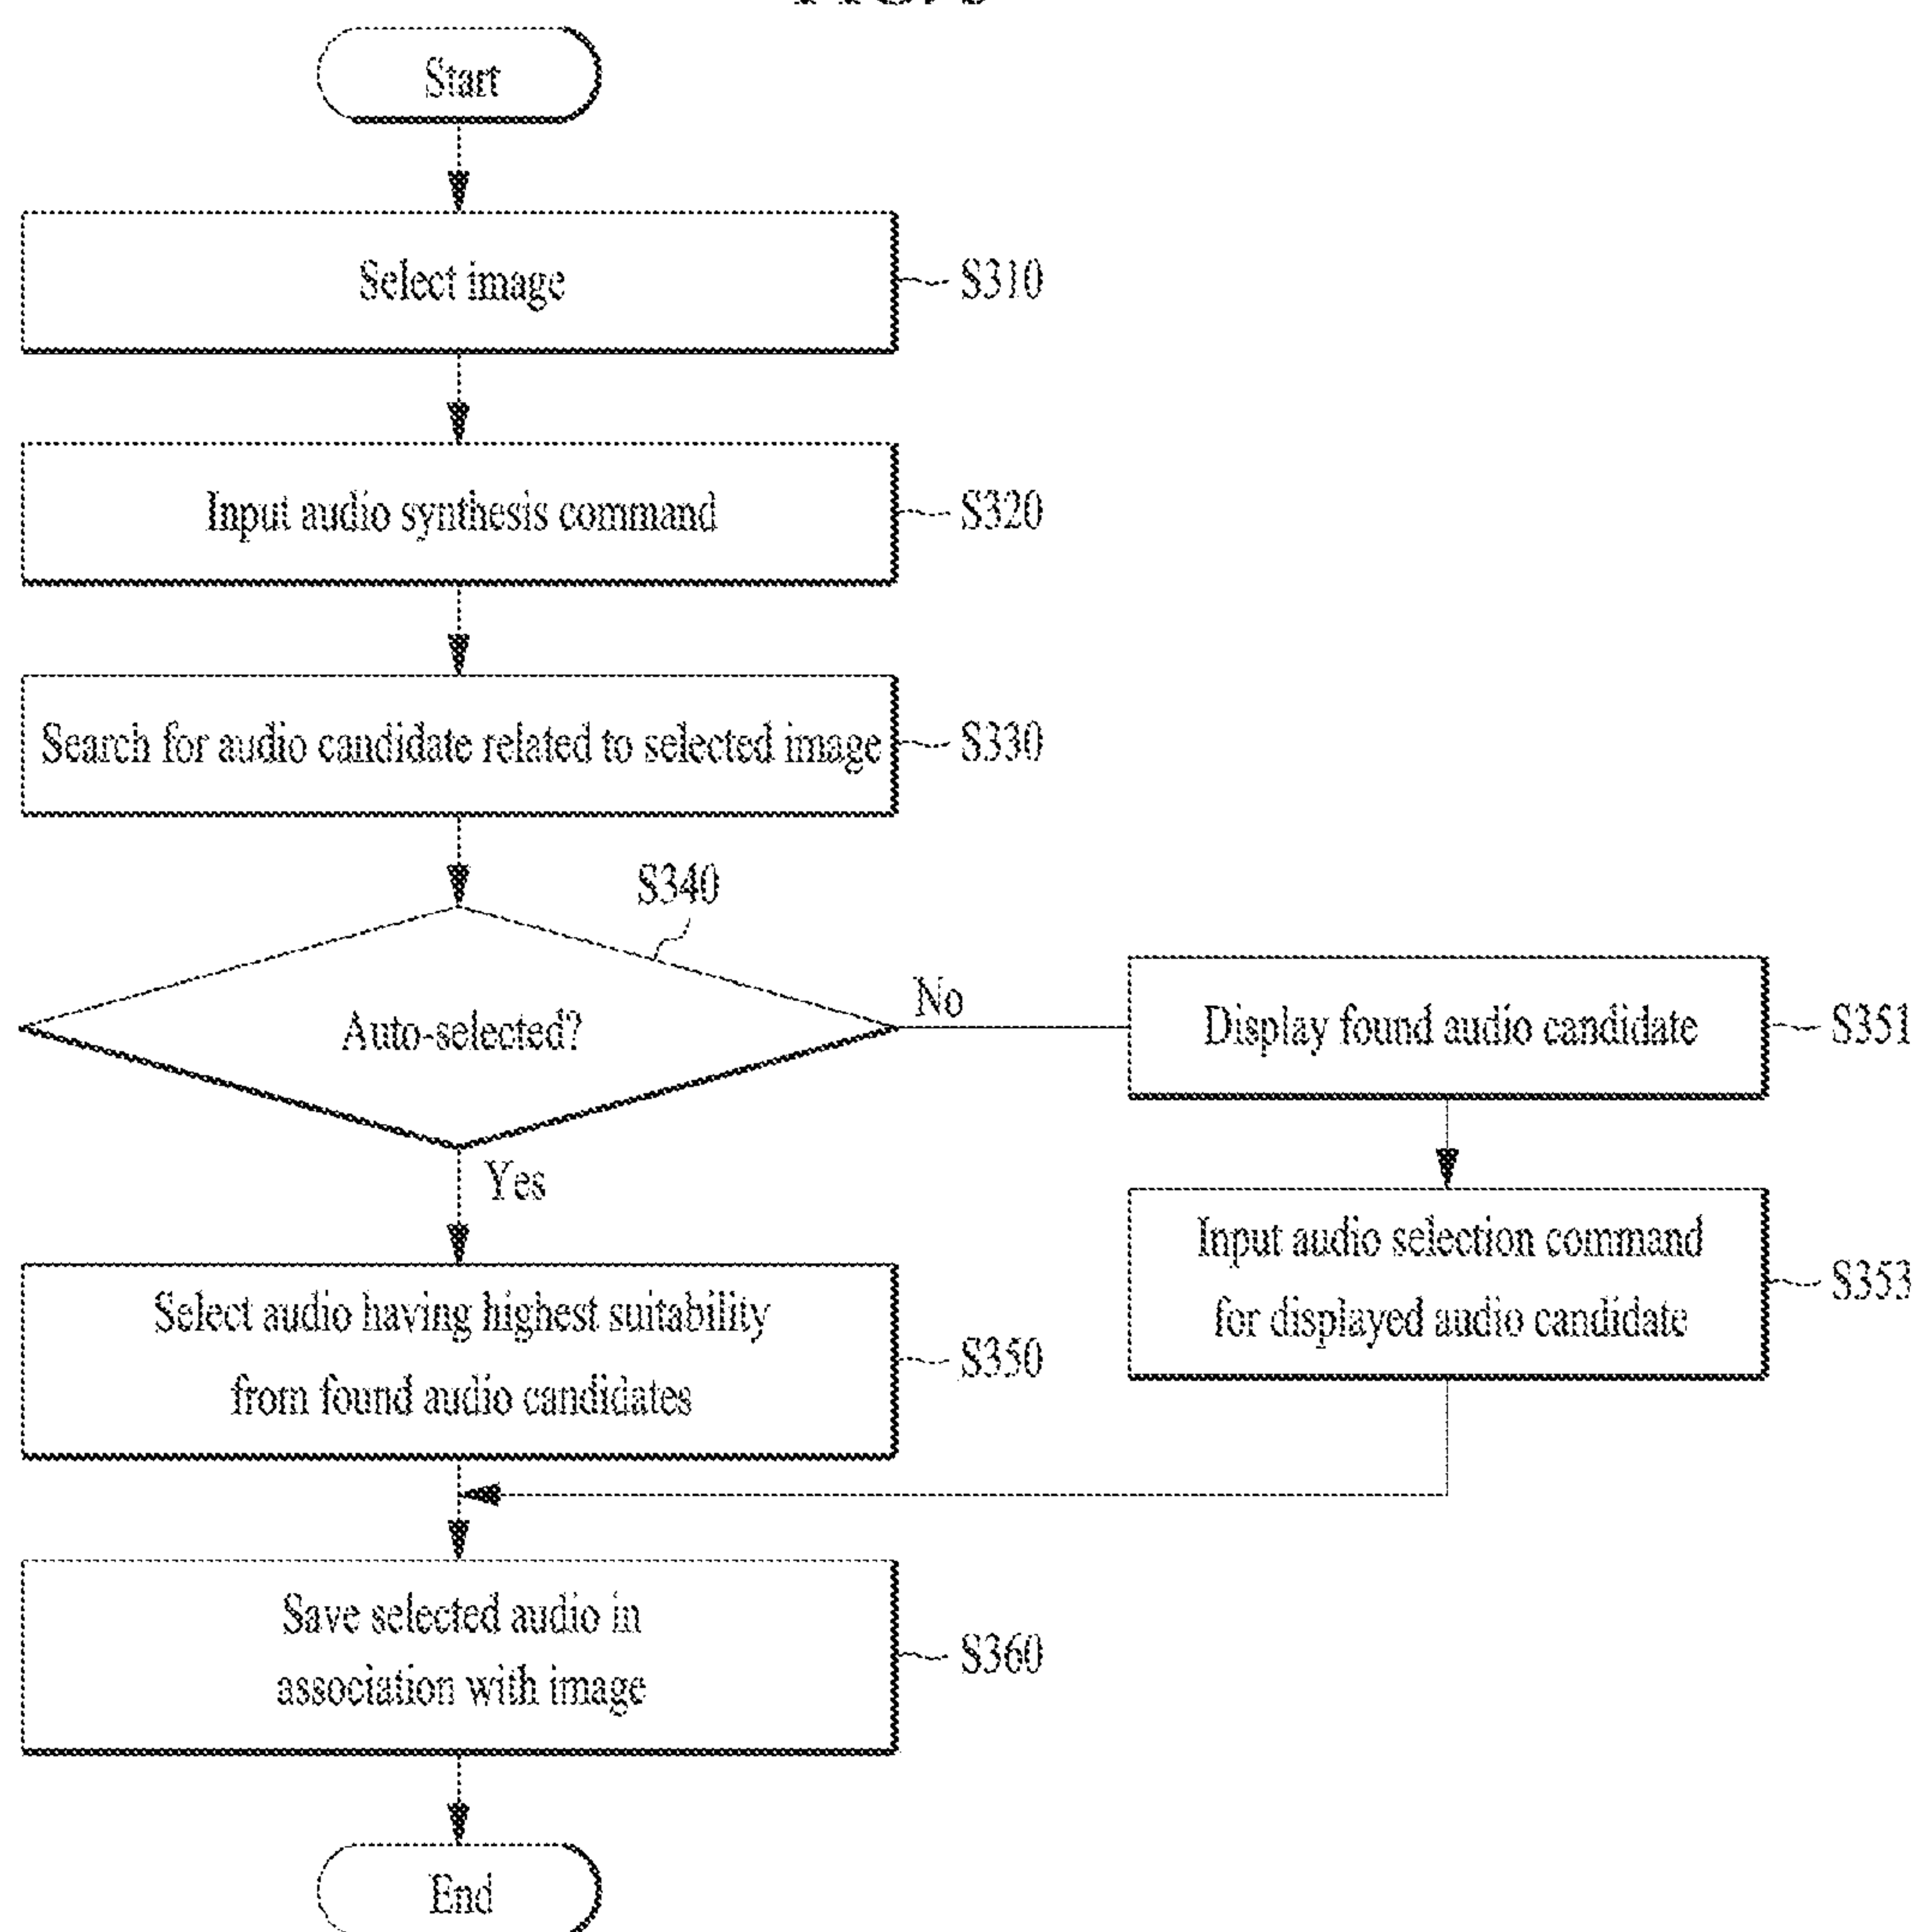 Start
Select image
S310
Input audio synthesis command
S320
Search for audio candidate related to selected image
S330
S340
Auto-selected?
No
Display found audio candidate
S351
Yes
Input audio selection command
for displayed audio candidate
S353
Select audio having highest suitability
from found audio candidates
S350
Save selected audio in
association with image
S360
End